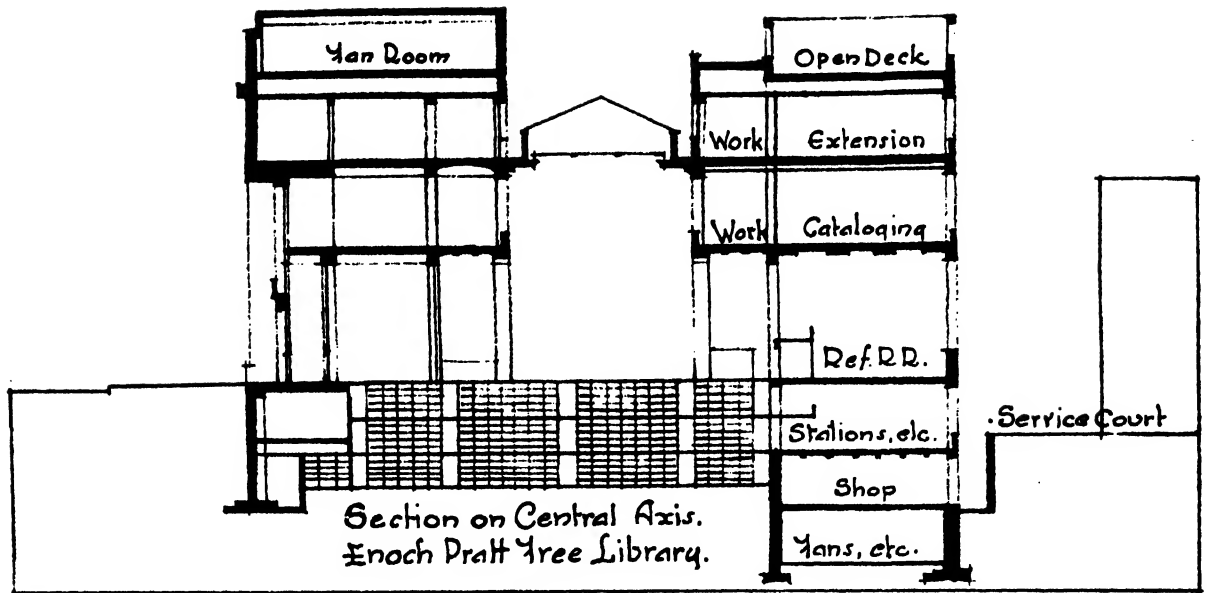 Fan Room
Open Deck
Work Extension
Work Cataloging
Ref. R.R.
Service Court
Stations, etc.
Shop
Section on Central Axis.
Enoch Pratt Free Library.
Fans, etc.